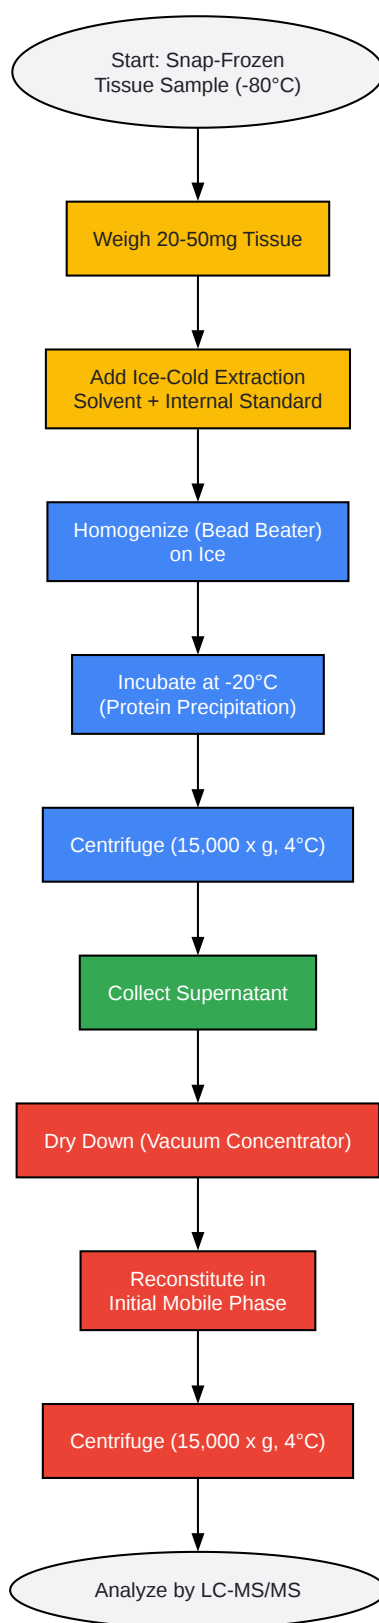 Start: Snap-Frozen
Tissue Sample (-80°C)
Weigh 20-50mg Tissue
Add Ice-Cold Extraction
Solvent + Internal Standard
Homogenize (Bead Beater)
on Ice
Incubate at -20°C
(Protein Precipitation)
Centrifuge (15,000 x g, 4°C)
Collect Supernatant
Dry Down (Vacuum Concentrator)
Reconstitute in
Initial Mobile Phase
Centrifuge (15,000 x g, 4°C)
Analyze by LC-MS/MS